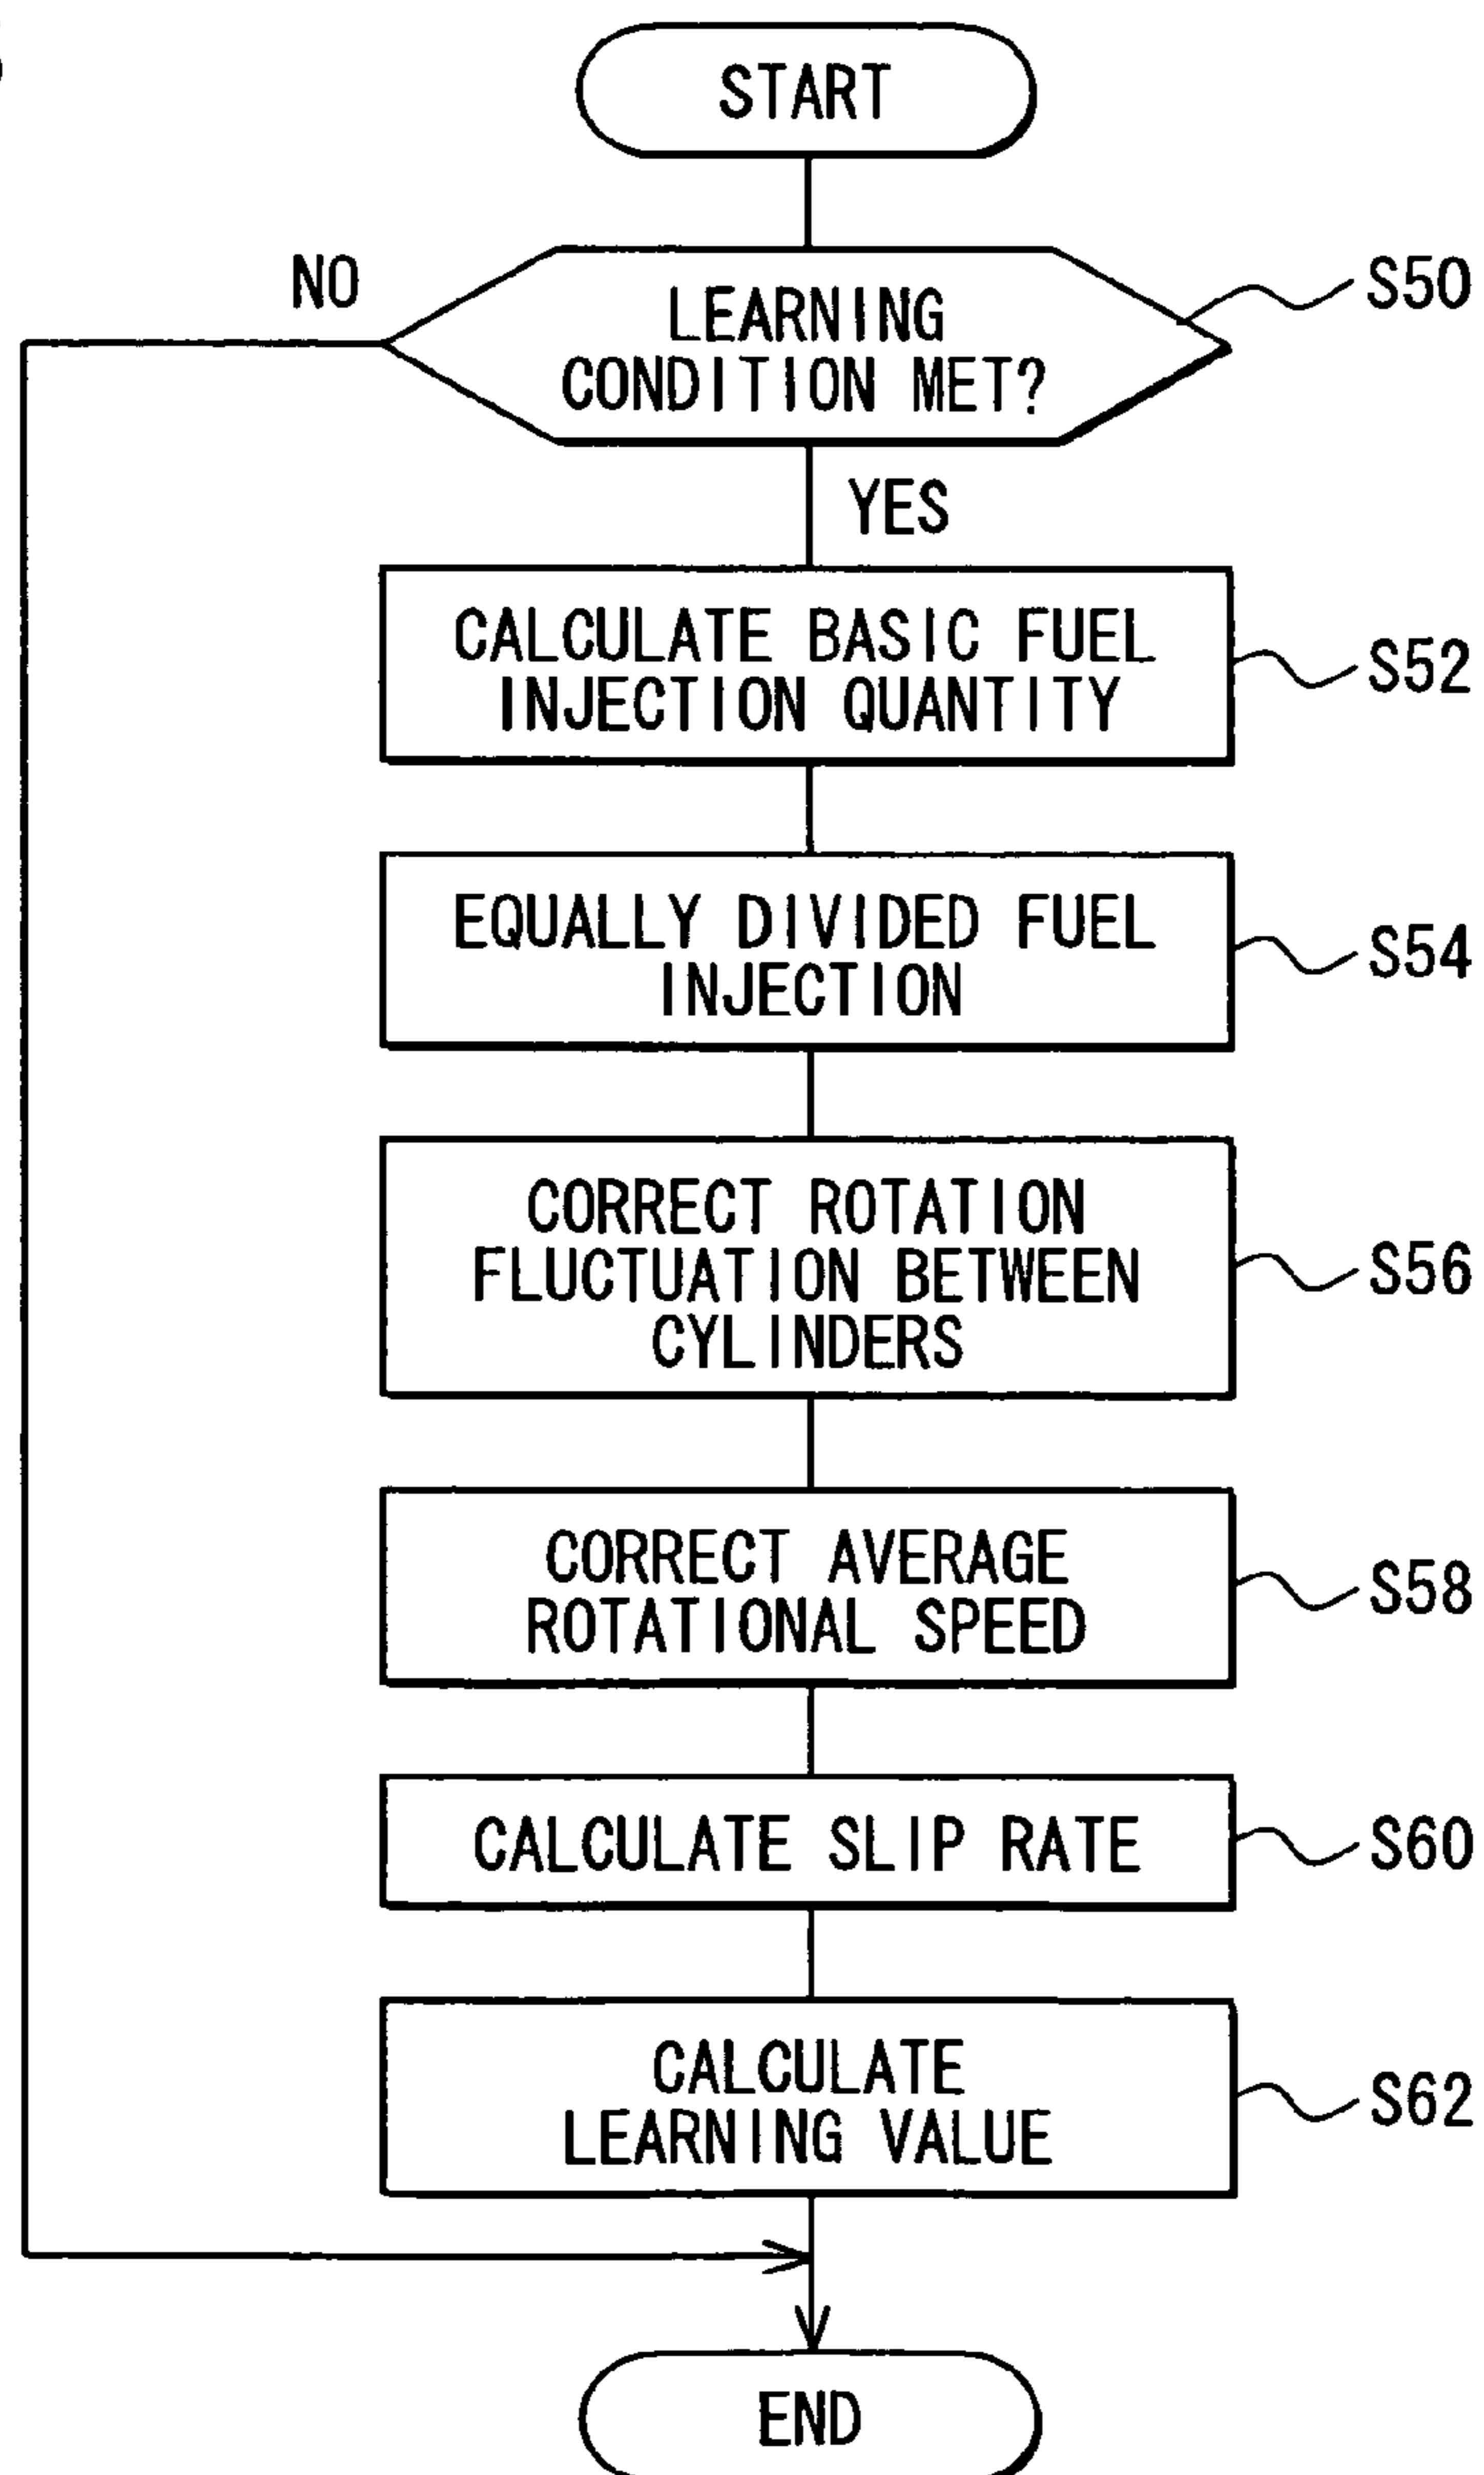 START
NO
S50
LEARNING
CONDITION MET?
YES
CALCULATE BASIC FUEL
INJECTION QUANTITY
S52
EQUALLY DIVIDED FUEL
INJECTION
S54
CORRECT ROTATION
FLUCTUATION BETWEEN
CYLINDERS
S56
CORRECT AVERAGE
ROTATIONAL SPEED
S58
CALCULATE SLIP RATE
S60
CALCULATE
LEARNING VALUE
S62
END